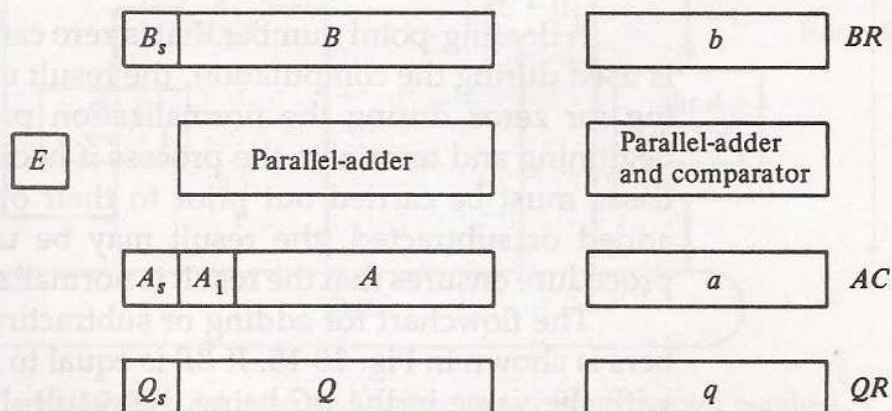 B_s B b BR
E Parallel-adder Parallel-adder
and comparator
A_s A_1 A a AC
Q_s Q q QR